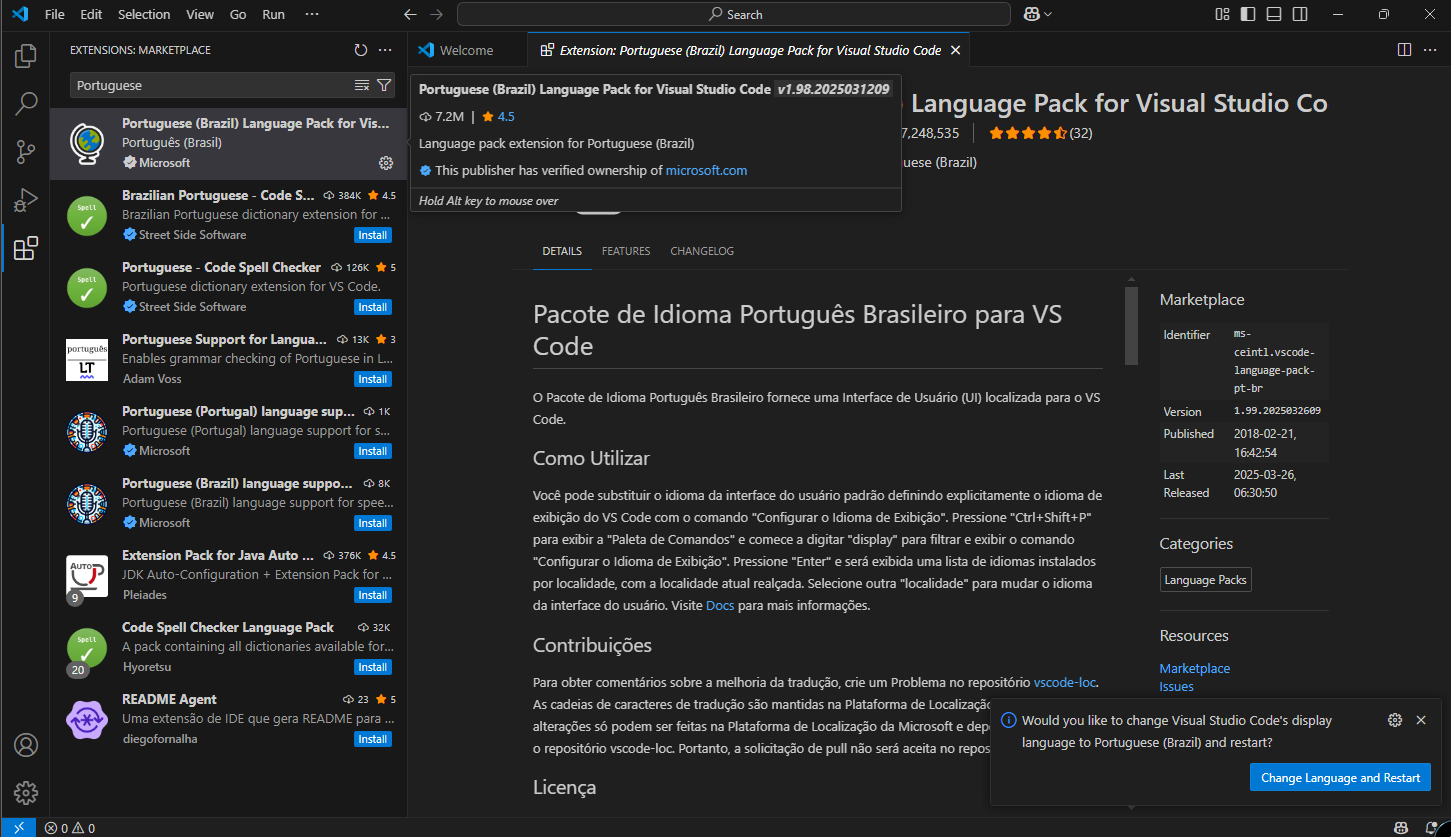 File Edit Selection View Go Run ···
Search
EXTENSIONS: MARKETPLACE
Portuguese
Portuguese (Brazil) Language Pack for Vis...
Português (Brasil)
Microsoft
Brazilian Portuguese - Code S... 384K 4.5
Brazilian Portuguese dictionary extension for ...
Street Side Software Install
Portuguese - Code Spell Checker 126K 5
Portuguese dictionary extension for VS Code.
Street Side Software Install
Portuguese Support for Langua... 13K 3
Enables grammar checking of Portuguese in L...
Adam Voss Install
Portuguese (Portugal) language sup... 1K
Portuguese (Portugal) language support for s...
Microsoft Install
Portuguese (Brazil) language suppo... 8K
Portuguese (Brazil) language support for spee...
Microsoft Install
Extension Pack for Java Auto ... 376K 4.5
JDK Auto-Configuration + Extension Pack for ...
Pleiades Install
Code Spell Checker Language Pack 32K
A pack containing all dictionaries available for...
Hyoretsu Install
README Agent 23 5
Uma extensão de IDE que gera README para ...
diegofornalha Install
Spell
Spell
português
LT
AUTO
9
Spell
20
Welcome
Extension: Portuguese (Brazil) Language Pack for Visual Studio Code
Portuguese (Brazil) Language Pack for Visual Studio Code v1.98.2025031209
7.2M | 4.5
Language pack extension for Portuguese (Brazil)
This publisher has verified ownership of microsoft.com
Hold Alt key to mouse over
Language Pack for Visual Studio Co
7,248,535 (32)
uese (Brazil)
DETAILS FEATURES CHANGELOG
Pacote de Idioma Português Brasileiro para VS
Code
O Pacote de Idioma Português Brasileiro fornece uma Interface de Usuário (UI) localizada para o VS
Code.
Como Utilizar
Você pode substituir o idioma da interface do usuário padrão definindo explicitamente o idioma de
exibição do VS Code com o comando "Configurar o Idioma de Exibição". Pressione "Ctrl+Shift+P"
para exibir a "Paleta de Comandos" e comece a digitar "display" para filtrar e exibir o comando
"Configurar o Idioma de Exibição". Pressione "Enter" e será exibida uma lista de idiomas instalados
por localidade, com a localidade atual realçada. Selecione outra "localidade" para mudar o idioma
da interface do usuário. Visite Docs para mais informações.
Contribuições
Para obter comentários sobre a melhoria da tradução, crie um Problema no repositório vscode-loc.
As cadeias de caracteres de tradução são mantidas na Plataforma de Localização
alterações só podem ser feitas na Plataforma de Localização da Microsoft e dep
o repositório vscode-loc. Portanto, a solicitação de pull não será aceita no repos
Licença
Marketplace
Identifier ms-
ceintl.vscode-
language-pack-
pt-br
Version 1.99.2025032609
Published 2018-02-21,
16:42:54
Last 2025-03-26,
Released 06:30:50
Categories
Language Packs
Resources
Marketplace
Issues
Would you like to change Visual Studio Code's display
language to Portuguese (Brazil) and restart?
Change Language and Restart
0 0